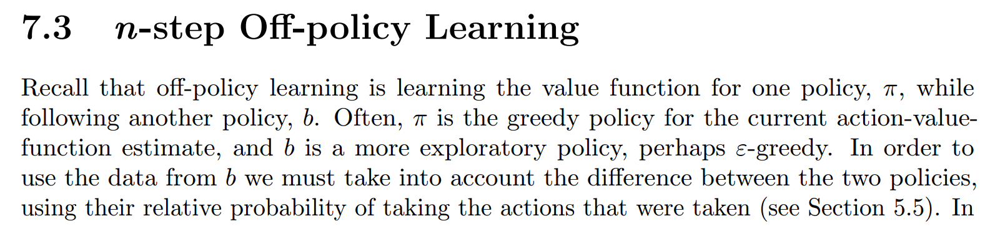 7.3 n-step Off-policy Learning
Recall that off-policy learning is learning the value function for one policy, π, while
following another policy, b. Often, π is the greedy policy for the current action-value-
function estimate, and b is a more exploratory policy, perhaps ε-greedy. In order to
use the data from b we must take into account the difference between the two policies,
using their relative probability of taking the actions that were taken (see Section 5.5). In